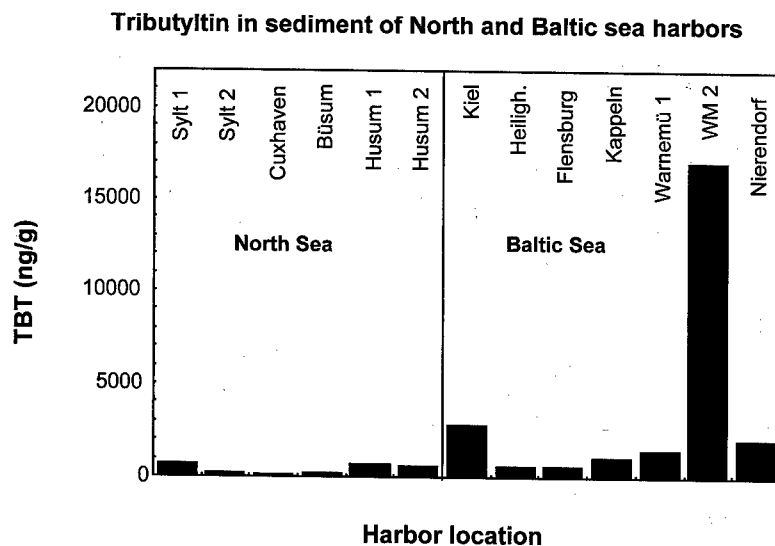 Tributyltin in sediment of North and Baltic sea harbors
20000
15000
10000
5000
0
TBT (ng/g)
Sylt 1
Sylt 2
Cuxhaven
Büsum
Husum 1
Husum 2
Kiel
Heiligh.
Flensburg
Kappeln
Warnemü 1
WM 2
Nierendorf
North Sea
Baltic Sea
Harbor location